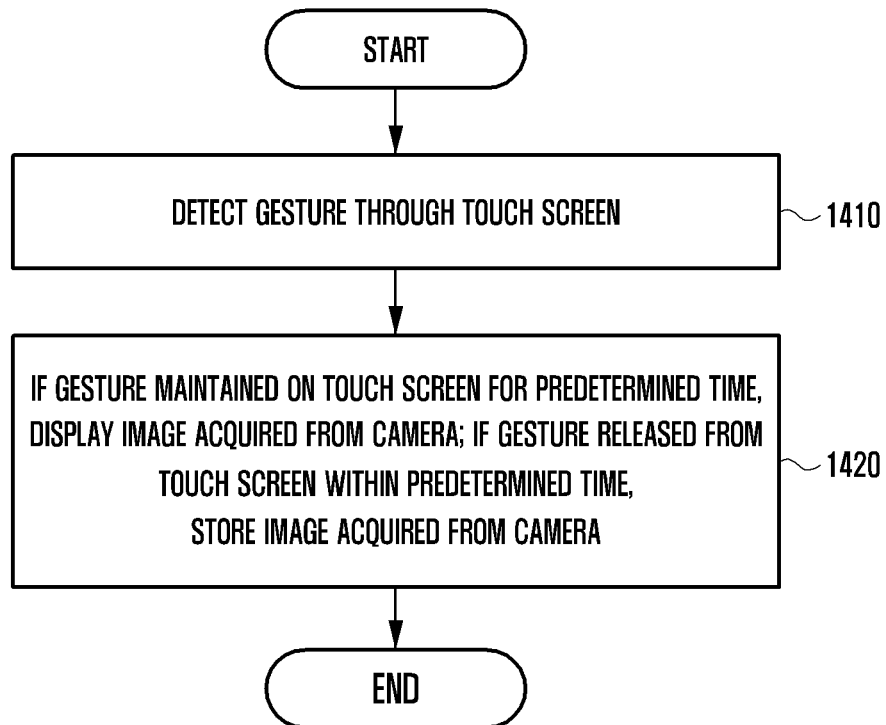 START
DETECT GESTURE THROUGH TOUCH SCREEN
1410
IF GESTURE MAINTAINED ON TOUCH SCREEN FOR PREDETERMINED TIME,
DISPLAY IMAGE ACQUIRED FROM CAMERA; IF GESTURE RELEASED FROM
TOUCH SCREEN WITHIN PREDETERMINED TIME,
STORE IMAGE ACQUIRED FROM CAMERA
1420
END